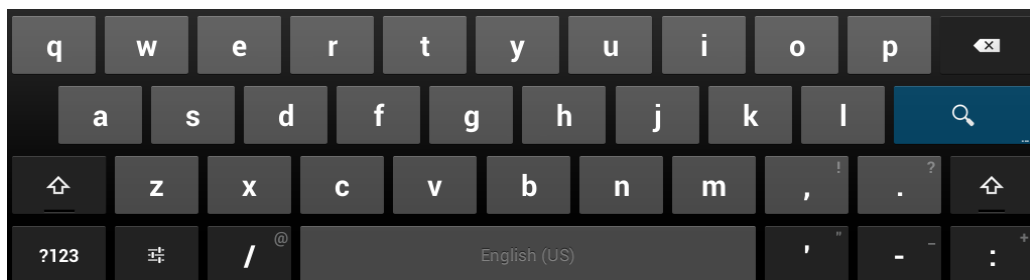 q w e r t y u i o p
a s d f g h j k l
! ?
z x c v b n m , .
@ " _ +
?123 / English (US) ' - :